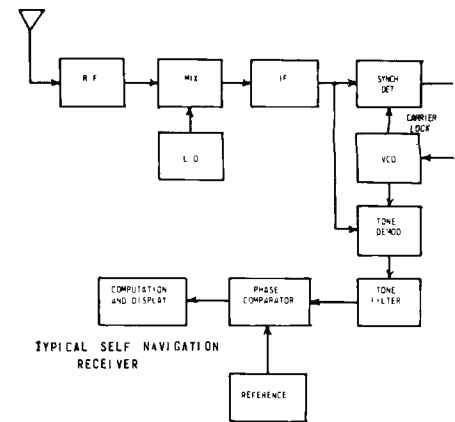 RF
MIX
IF
SYNCH
DET
CARRIER
LOCK
L O
VCO
TONE
DEMOD
COMPUTATION
AND DISPLAY
PHASE
COMPARATOR
TONE
FILTER
TYPICAL SELF NAVIGATION
RECEIVER
REFERENCE